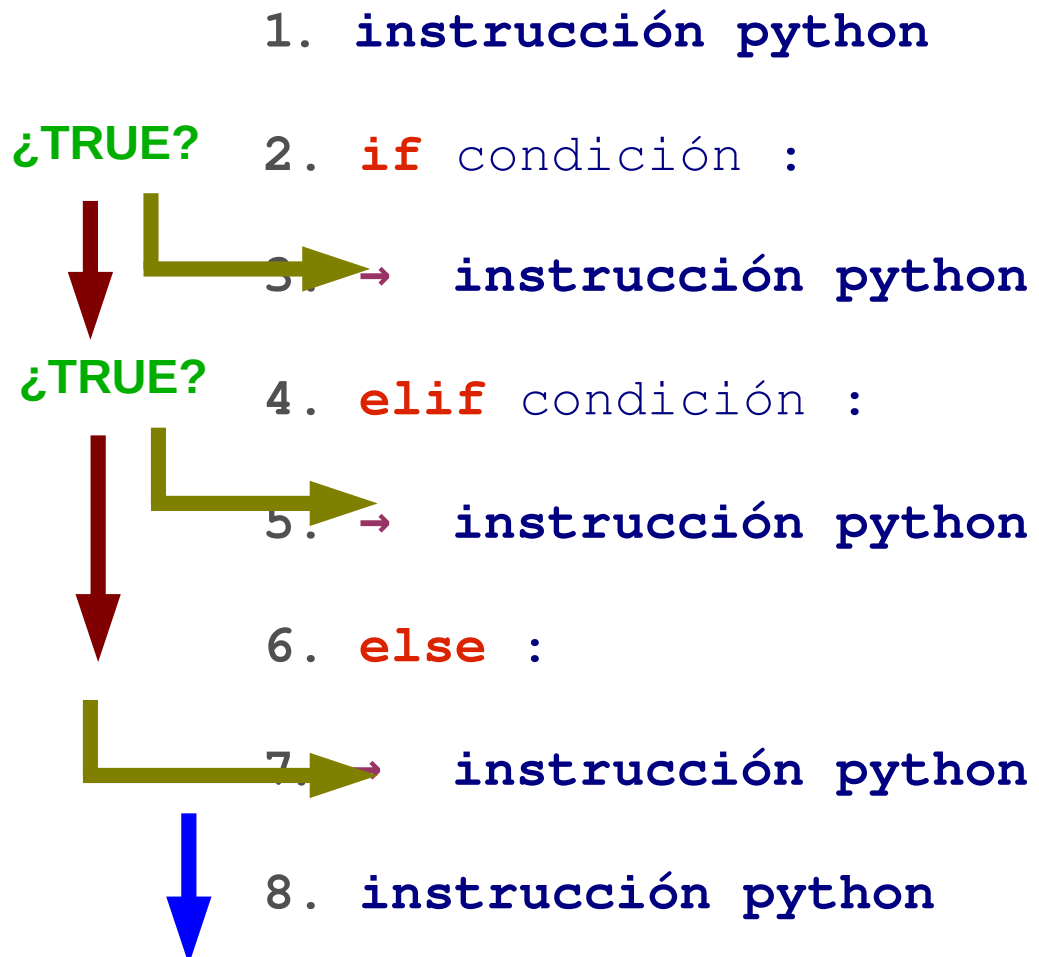 1. instrucción python
¿TRUE? 2. if condición :
3. → instrucción python
¿TRUE? 4. elif condición :
5. → instrucción python
6. else :
7. → instrucción python
8. instrucción python